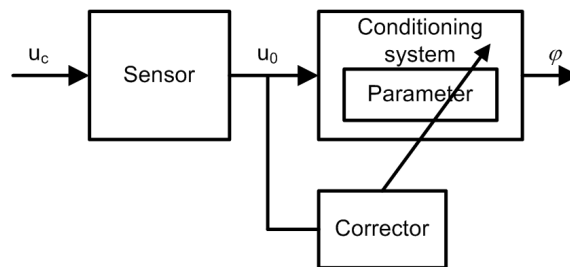 u_c
Sensor
u_0
Conditioning
system
Parameter
φ
Corrector